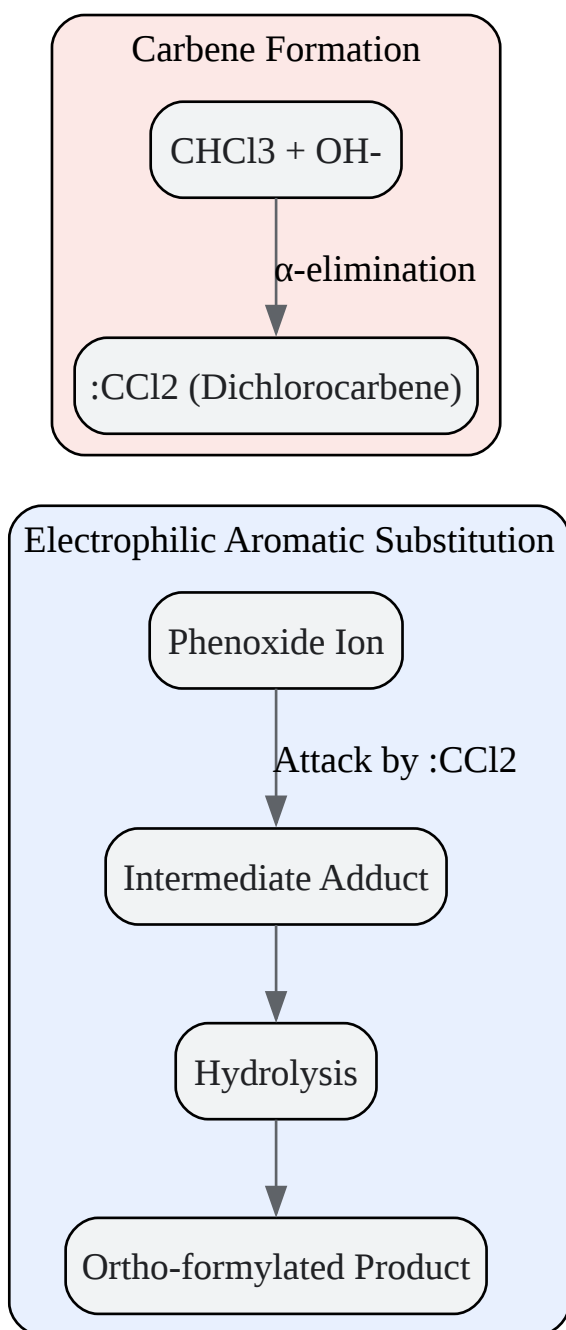 Carbene Formation
CHCl3 + OH-
α-elimination
:CCl2 (Dichlorocarbene)
Electrophilic Aromatic Substitution
Phenoxide Ion
Attack by :CCl2
Intermediate Adduct
Hydrolysis
Ortho-formylated Product